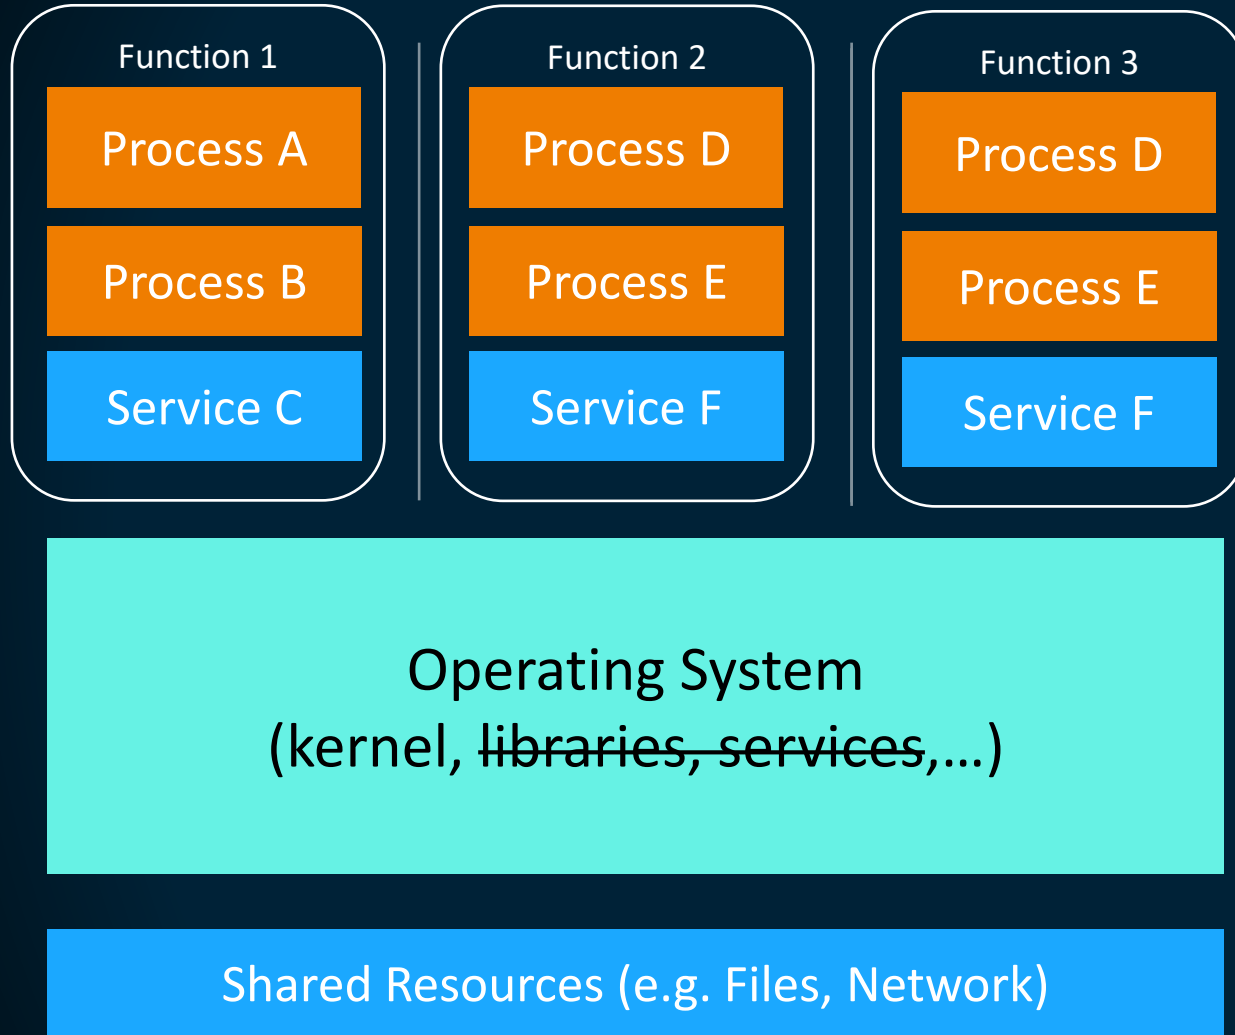 Function 1
Process A
Process B
Service C
Function 2
Process D
Process E
Service F
Function 3
Process D
Process E
Service F
Operating System
(kernel, libraries, services,...)
Shared Resources (e.g. Files, Network)